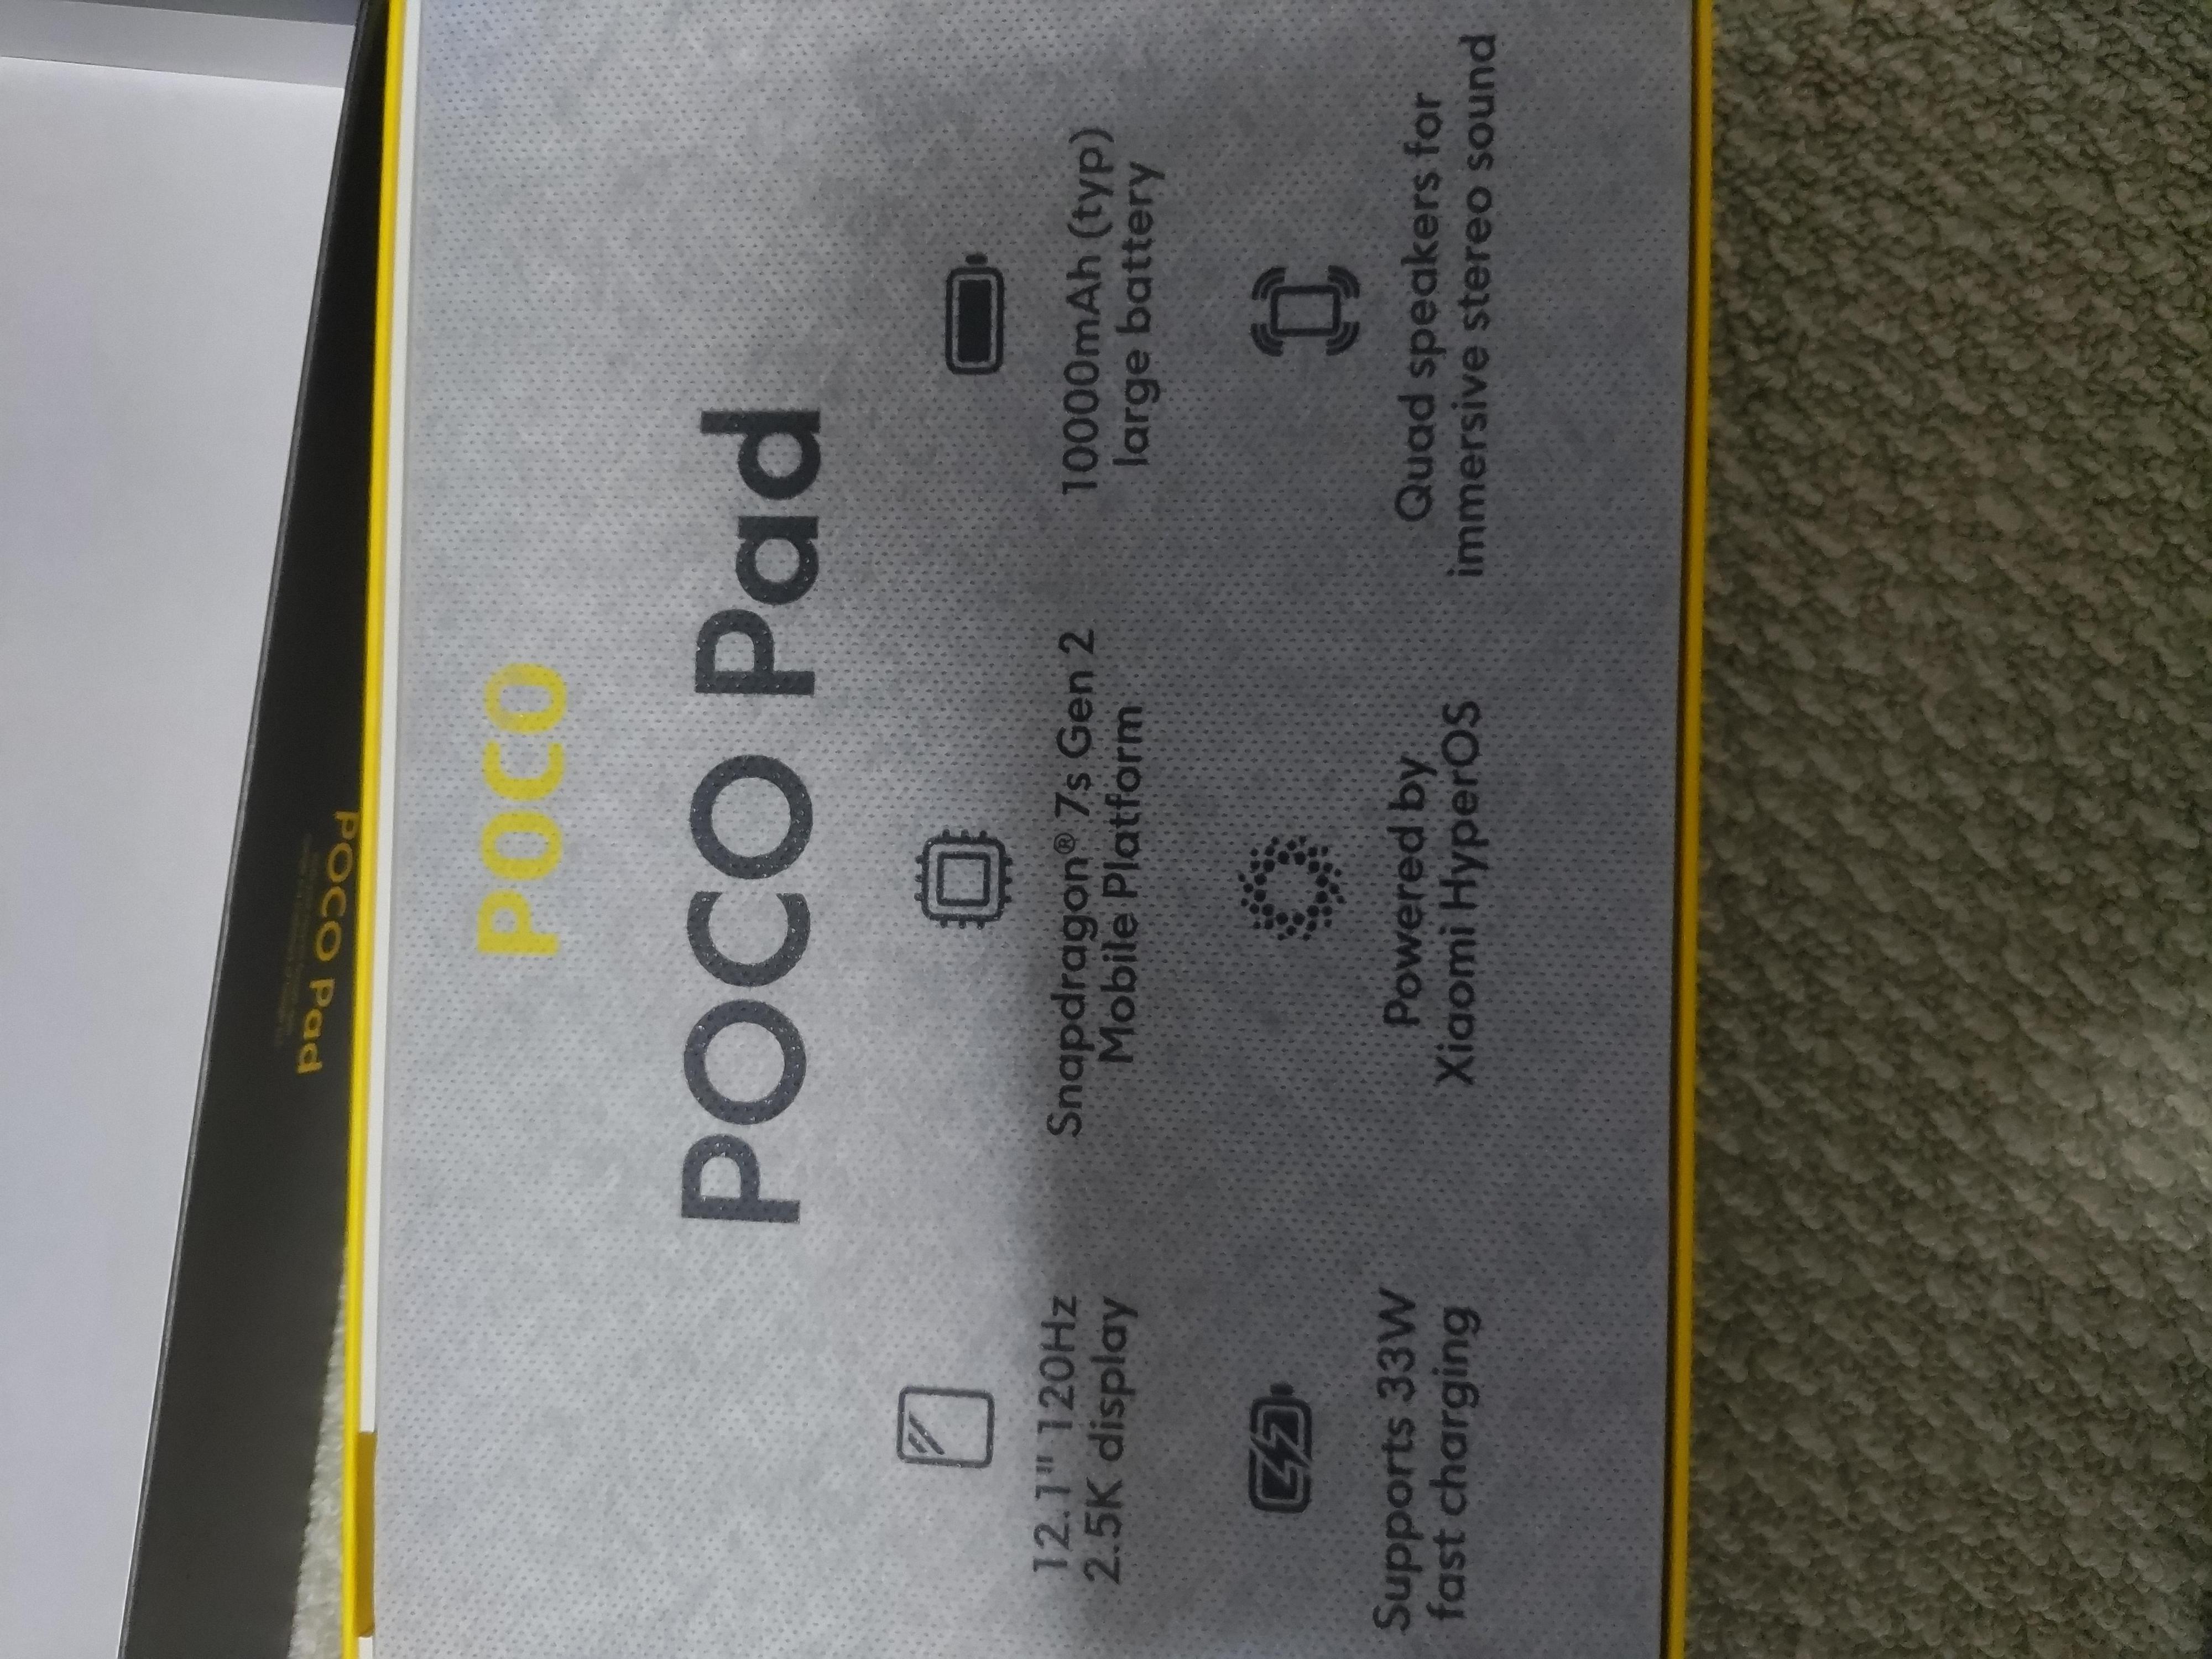 POCO
POCO Pad
12.1" 120Hz
2.5K display
Snapdragon® 7s Gen 2
Mobile Platform
10000mAh (typ)
large battery
Supports 33W
fast charging
Powered by
Xiaomi HyperOS
Quad speakers for
immersive stereo sound
POCO Pad